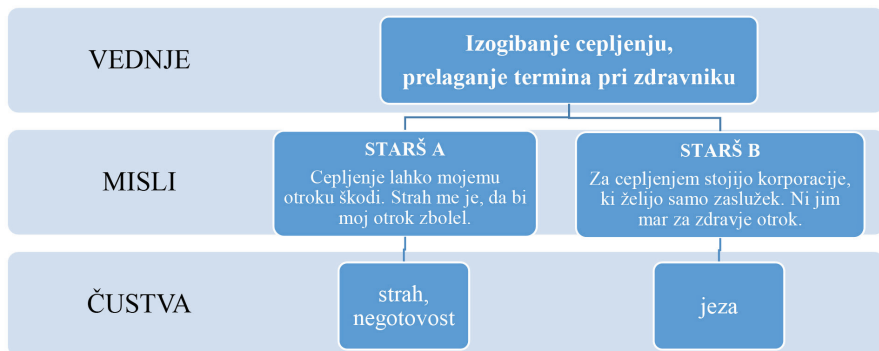 VEDNJE
Izogibanje cepljenju,
prelaganje termina pri zdravniku
MISLI
STARŠ A
Cepljenje lahko mojemu
otroku škodi. Strah me je, da bi
moj otrok zbolel.
STARŠ B
Za cepljenjem stojijo korporacije,
ki želijo samo zaslužek. Ni jim
mar za zdravje otrok.
ČUSTVA
strah,
negotovost
jeza